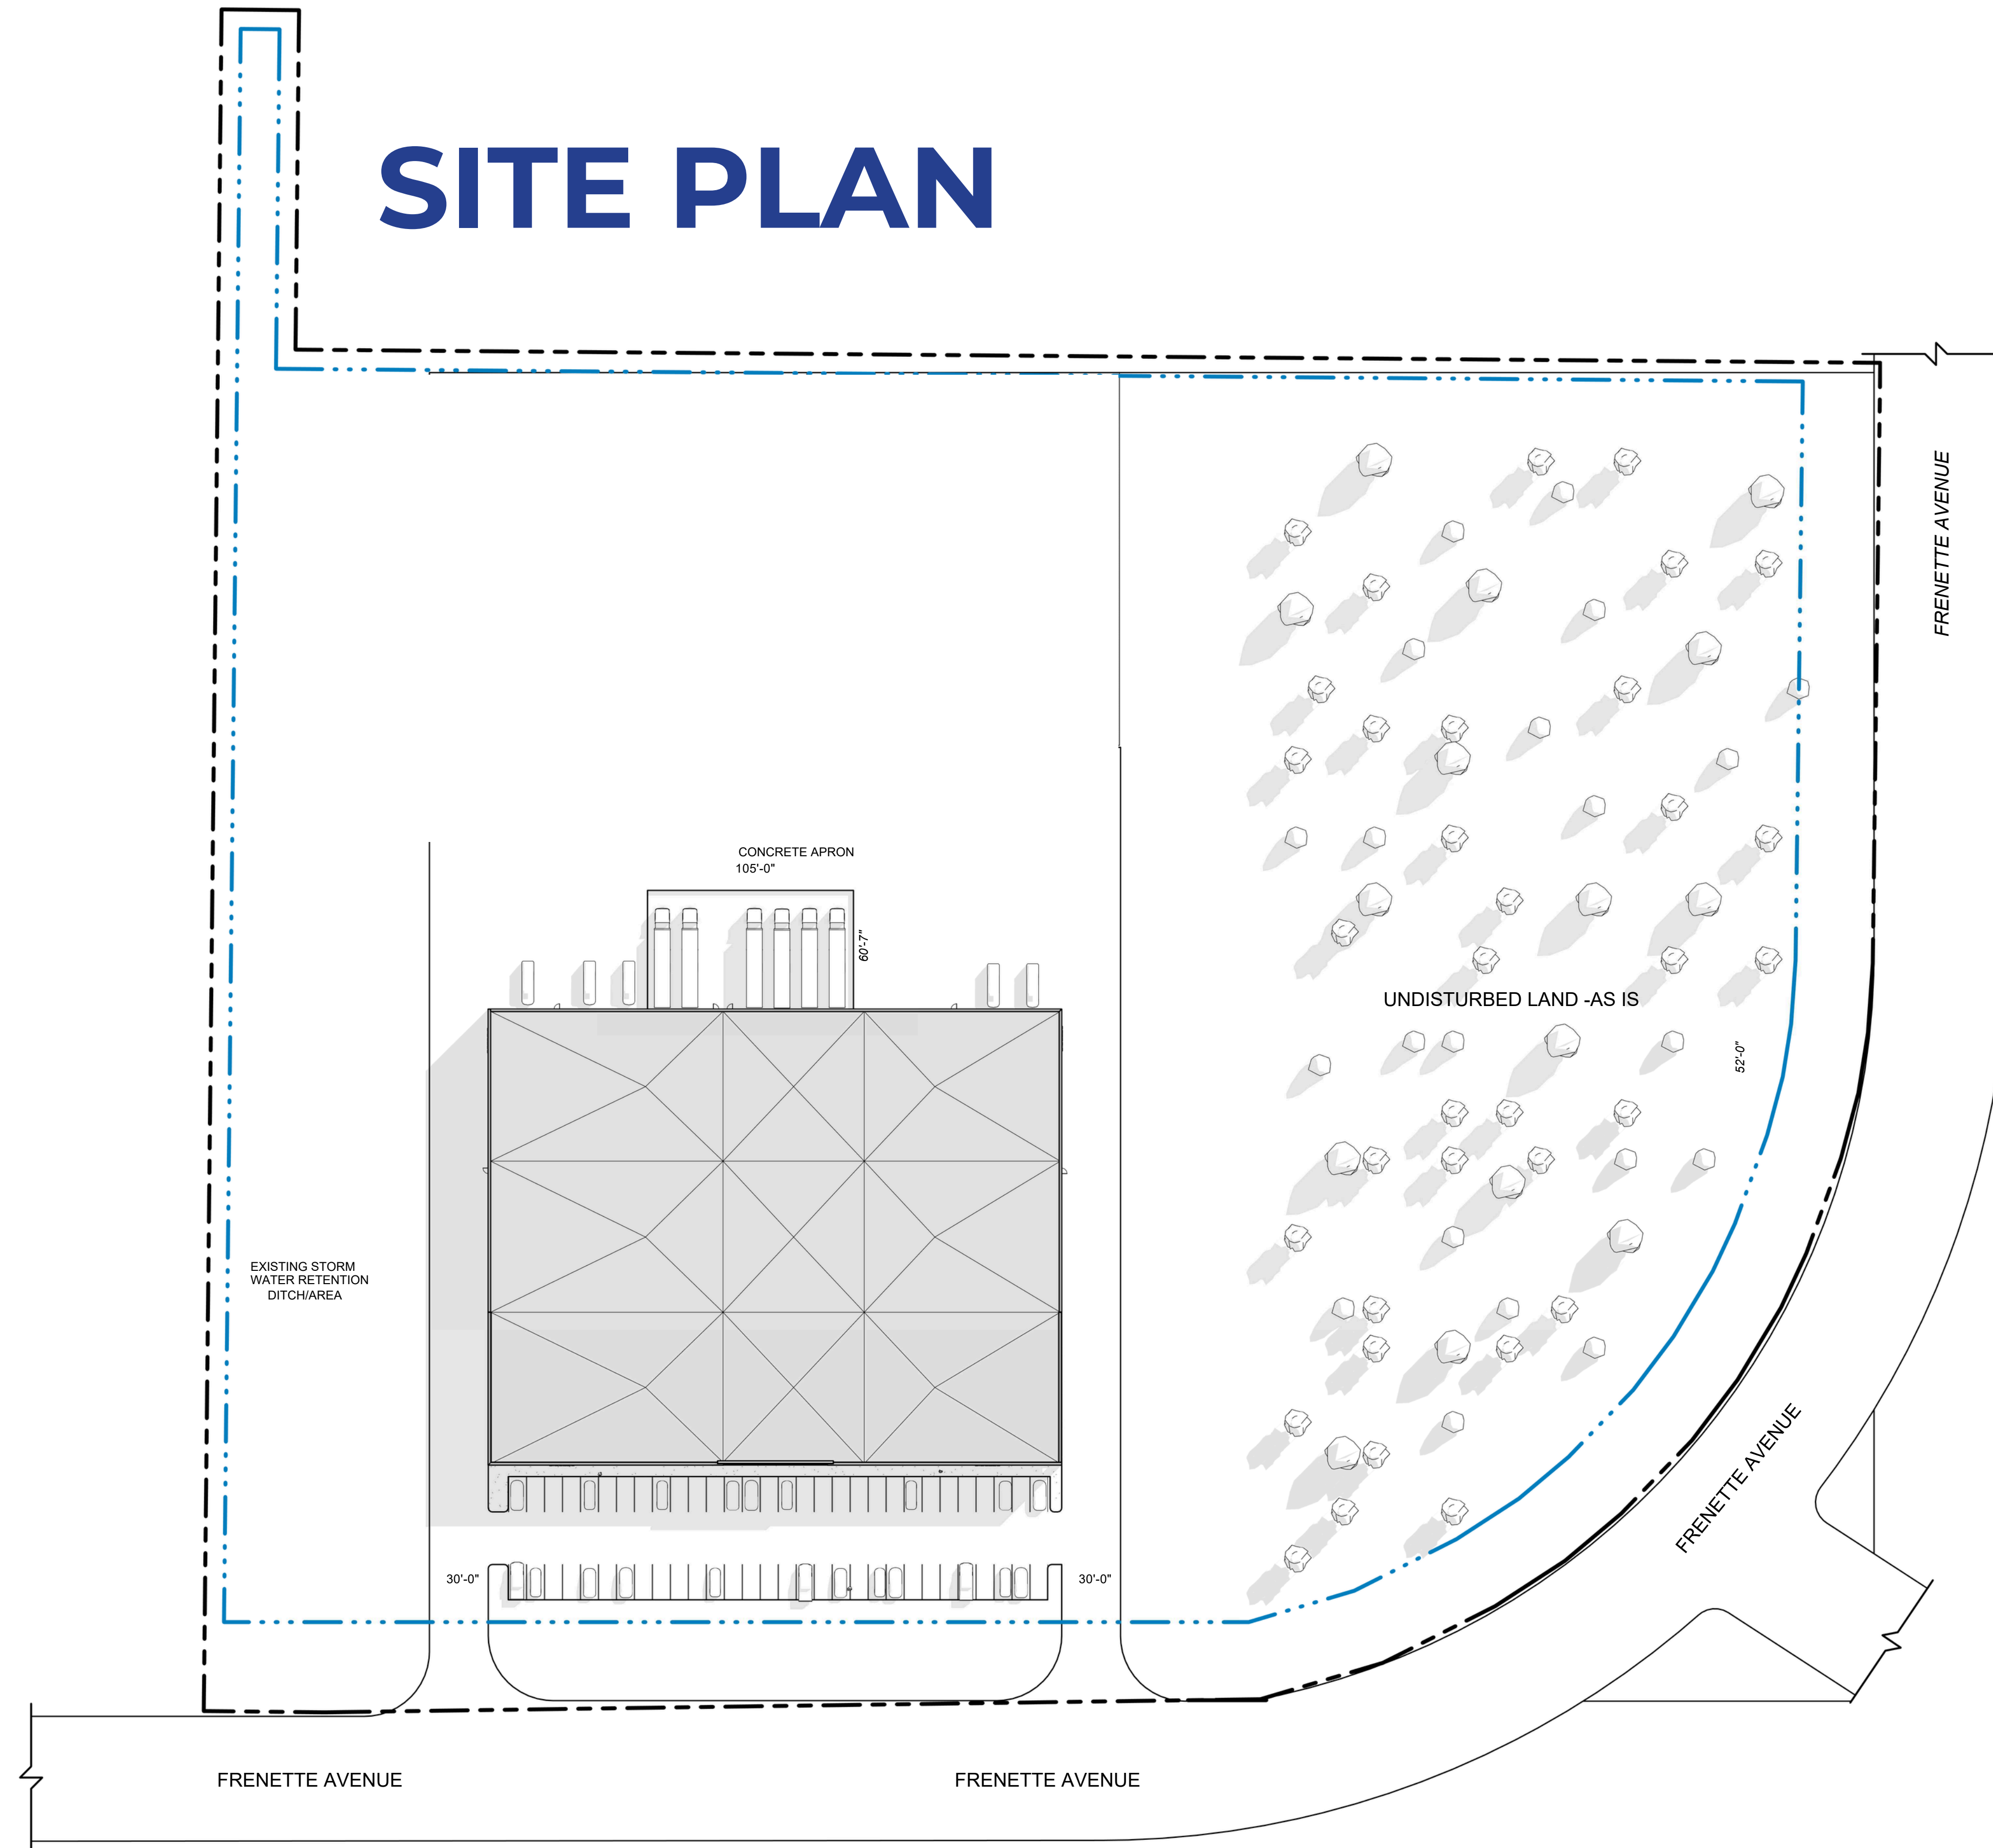 SITE PLAN
FRENETTE AVENUE
CONCRETE APRON
105'-0"
60'-7"
UNDISTURBED LAND -AS IS
52'-0"
EXISTING STORM
WATER RETENTION
DITCH/AREA
FRENETTE AVENUE
30'-0"
30'-0"
FRENETTE AVENUE
FRENETTE AVENUE